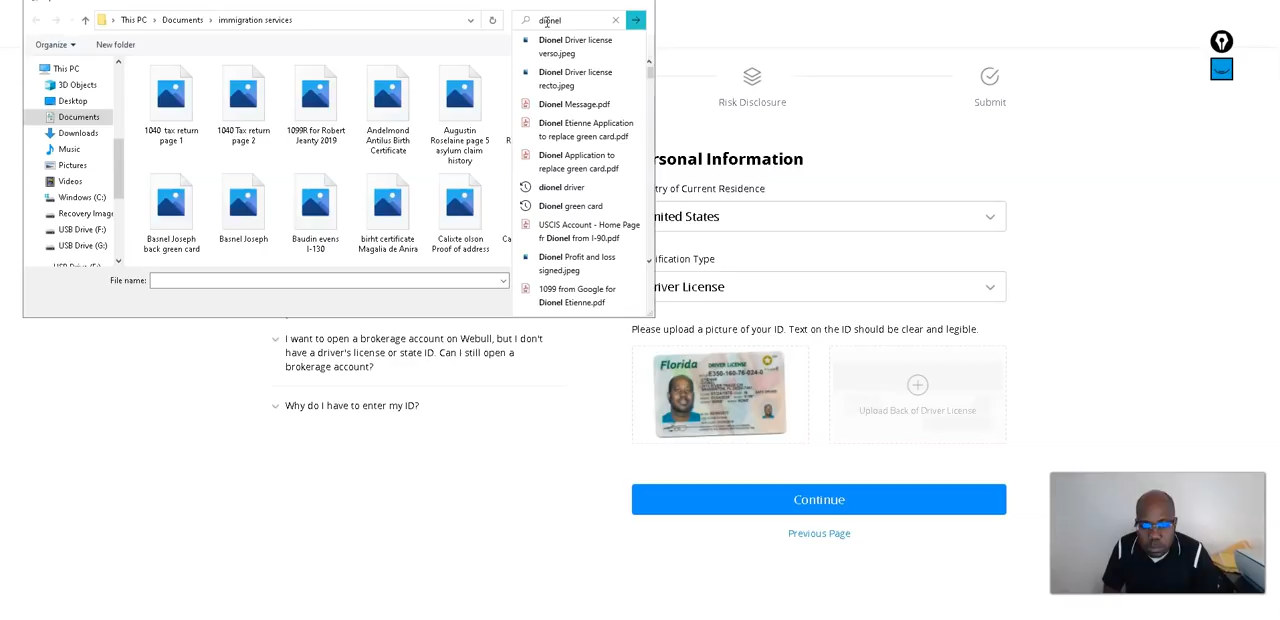 This PC > Documents > immigration services
dionel
Organize
New folder
This PC
3D Objects
Desktop
Documents
Downloads
Music
Pictures
Videos
Windows (C:)
Recovery Image
USB Drive (F:)
USB Drive (G:)
1040 tax return
page 1
1040 Tax return
page 2
1099R for Robert
Jeanty 2019
Andelmond
Antilus Birth
Certificate
Augustin
Roselaine page 5
asylum claim
history
Basnel Joseph
back green card
Basnel Joseph
Baudin evens
I-130
birht certificate
Magalia de Anira
Calixte olson
Proof of address
File name:
Dionel Driver license
verso.jpeg
Dionel Driver license
recto.jpeg
Dionel Message.pdf
Dionel Etienne Application
to replace green card.pdf
Dionel Application to
replace green card.pdf
dionel driver
Dionel green card
USCIS Account - Home Page
fr Dionel from I-90.pdf
Dionel Profit and loss
signed.jpeg
1099 from Google for
Dionel Etienne.pdf
Risk Disclosure
Submit
rsonal Information
try of Current Residence
nited States
ification Type
river License
Please upload a picture of your ID. Text on the ID should be clear and legible.
Florida
DRIVER LICENSE
Upload Back of Driver License
Continue
Previous Page
I want to open a brokerage account on Webull, but I don't
have a driver's license or state ID. Can I still open a
brokerage account?
Why do I have to enter my ID?